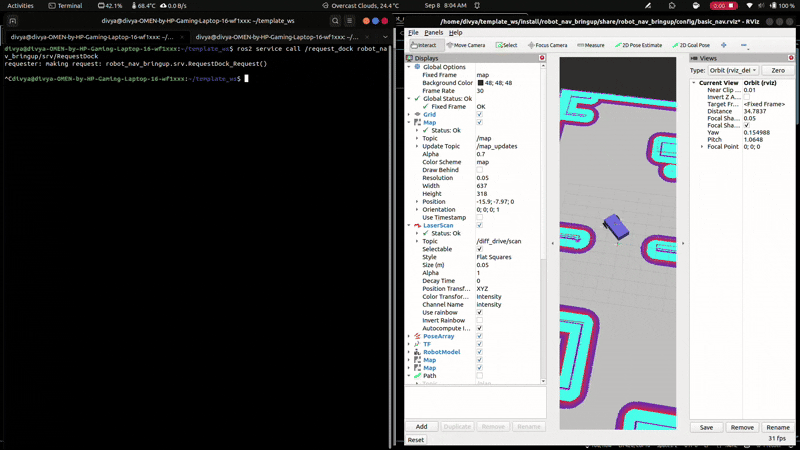 Activities
Terminal
42.1%
68.4°C
0.0 B/s
Overcast Clouds, 24.4 °C
Sep 8 8:04 AM
0:00
100 %
divya@divya-OMEN-by-HP-Gaming-Laptop-16-wf1xxx: ~/template_ws
divya@divya-OMEN-by-HP-Gaming-Laptop-16-wf1xxx: ~/...
divya@divya-OMEN-by-HP-Gaming-Laptop-16-wf1xxx: ~/template_ws
divya@divya-OMEN-by-HP-Gaming-Laptop-16-wf1xxx:~/template_ws$ ros2 service call /request_dock robot_na
v_bringup/srv/RequestDock
requester: making request: robot_nav_bringup.srv.RequestDock_Request()
^Cdivya@divya-OMEN-by-HP-Gaming-Laptop-16-wf1xxx:~/template_ws$
/home/divya/template_ws/install/robot_nav_bringup/share/robot_nav_bringup/config/basic_nav.rviz* - RViz
File Panels Help
Interact
Move Camera
Select
Focus Camera
Measure
2D Pose Estimate
2D Goal Pose
Displays
Global Options
Fixed Frame map
Background Color 48; 48; 48
Frame Rate 30
Global Status: Ok
Fixed Frame OK
Grid
Map
Status: Ok
Topic /map
Update Topic /map_updates
Alpha 0.7
Color Scheme map
Draw Behind
Resolution 0.05
Width 637
Height 318
Position -15.9; -7.97; 0
Orientation 0; 0; 0; 1
Use Timestamp
LaserScan
Status: Ok
Topic /diff_drive/scan
Selectable
Style Flat Squares
Size (m) 0.05
Alpha 1
Decay Time 0
Position Transf... XYZ
Color Transfor... Intensity
Channel Name intensity
Use rainbow
Invert Rainbow
Autocompute I...
PoseArray
TF
RobotModel
Map
Map
Path
Add
Duplicate
Remove
Rename
Reset
Views
Type: Orbit (rviz_del
Zero
Current View Orbit (rviz)
Near Clip ... 0.01
Invert Z A...
Target Fr... <Fixed Frame>
Distance 34.7837
Focal Sha... 0.05
Focal Sha...
Yaw 0.154988
Pitch 1.0648
Focal Point 0; 0; 0
Save
Remove
Rename
31 fps